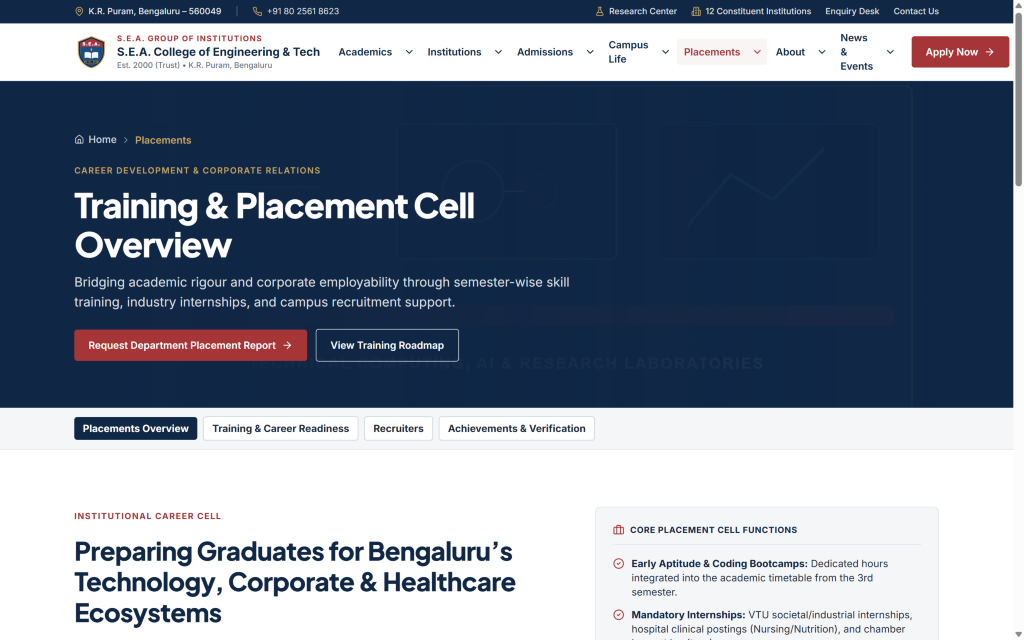 K.R. Puram, Bengaluru – 560049
+91 80 2561 8623
Research Center
12 Constituent Institutions
Enquiry Desk
Contact Us
S.E.A.
S.E.A. GROUP OF INSTITUTIONS
S.E.A. College of Engineering & Tech
Est. 2000 (Trust) • K.R. Puram, Bengaluru
Academics
Institutions
Admissions
Campus
Life
Placements
About
News
&
Events
Apply Now
Home
Placements
CAREER DEVELOPMENT & CORPORATE RELATIONS
Training & Placement Cell
Overview
Bridging academic rigour and corporate employability through semester-wise skill
training, industry internships, and campus recruitment support.
Request Department Placement Report
View Training Roadmap
COMPUTING, AI & RESEARCH LABORATORIES
Placements Overview
Training & Career Readiness
Recruiters
Achievements & Verification
INSTITUTIONAL CAREER CELL
Preparing Graduates for Bengaluru’s
Technology, Corporate & Healthcare
Ecosystems
CORE PLACEMENT CELL FUNCTIONS
Early Aptitude & Coding Bootcamps: Dedicated hours
integrated into the academic timetable from the 3rd
semester.
Mandatory Internships: VTU societal/industrial internships,
hospital clinical postings (Nursing/Nutrition), and chamber